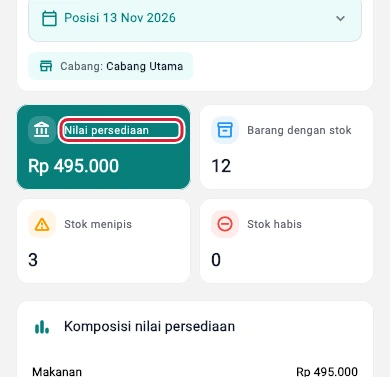 Posisi 13 Nov 2026
Cabang: Cabang Utama
Nilai persediaan
Rp 495.000
Barang dengan stok
12
Stok menipis
3
Stok habis
0
Komposisi nilai persediaan
Makanan Rp 495.000